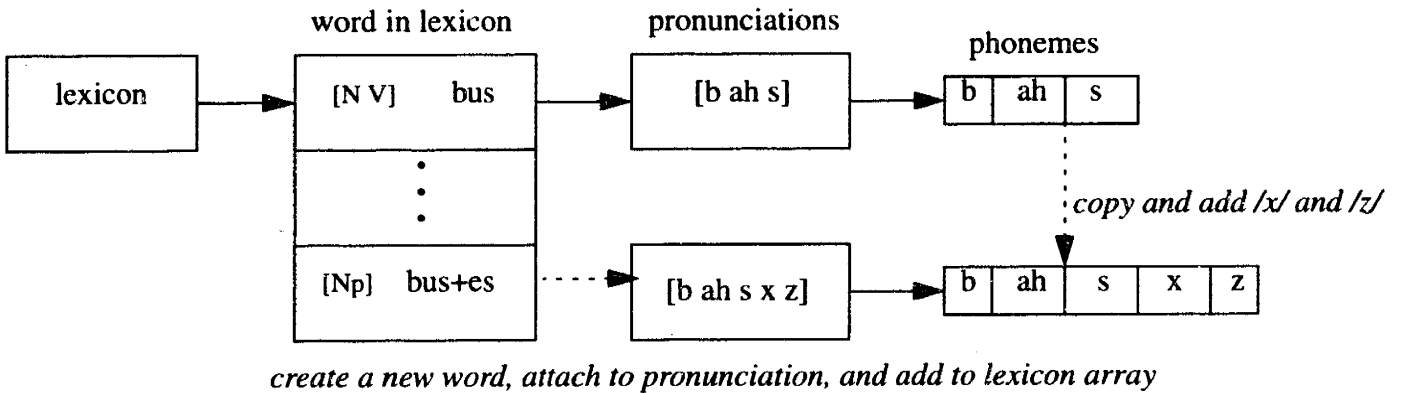 word in lexicon
pronunciations
phonemes
lexicon
[N V] bus
[b ah s]
b ah s
copy and add /x/ and /z/
[Np] bus+es
[b ah s x z]
b ah s x z
create a new word, attach to pronunciation, and add to lexicon array